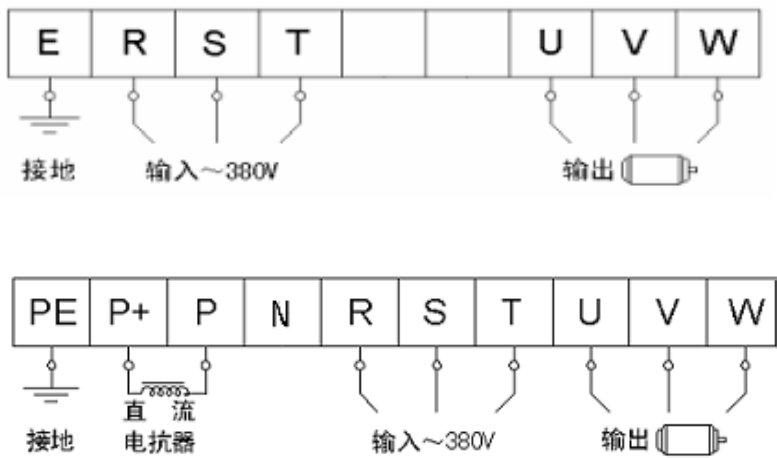 E R S T U V W
接地 输入～380V 输出
PE P+ P N R S T U V W
直 流
接地 电抗器 输入～380V 输出